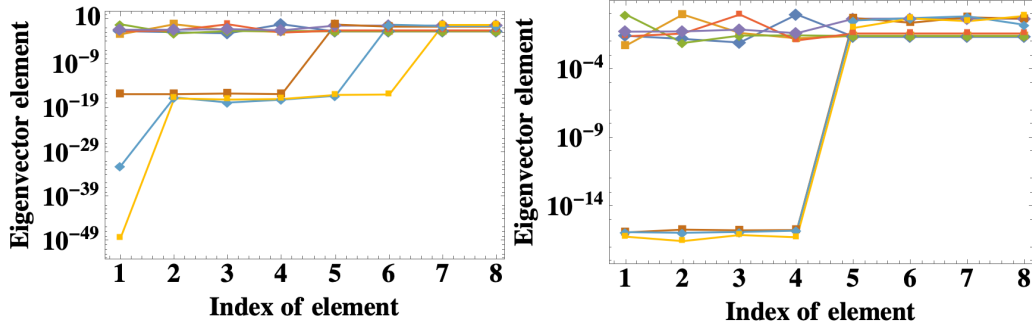 10
10^-9
10^-19
10^-29
10^-39
10^-49
Eigenvector element
1 2 3 4 5 6 7 8
Index of element
10^-4
10^-9
10^-14
Eigenvector element
1 2 3 4 5 6 7 8
Index of element